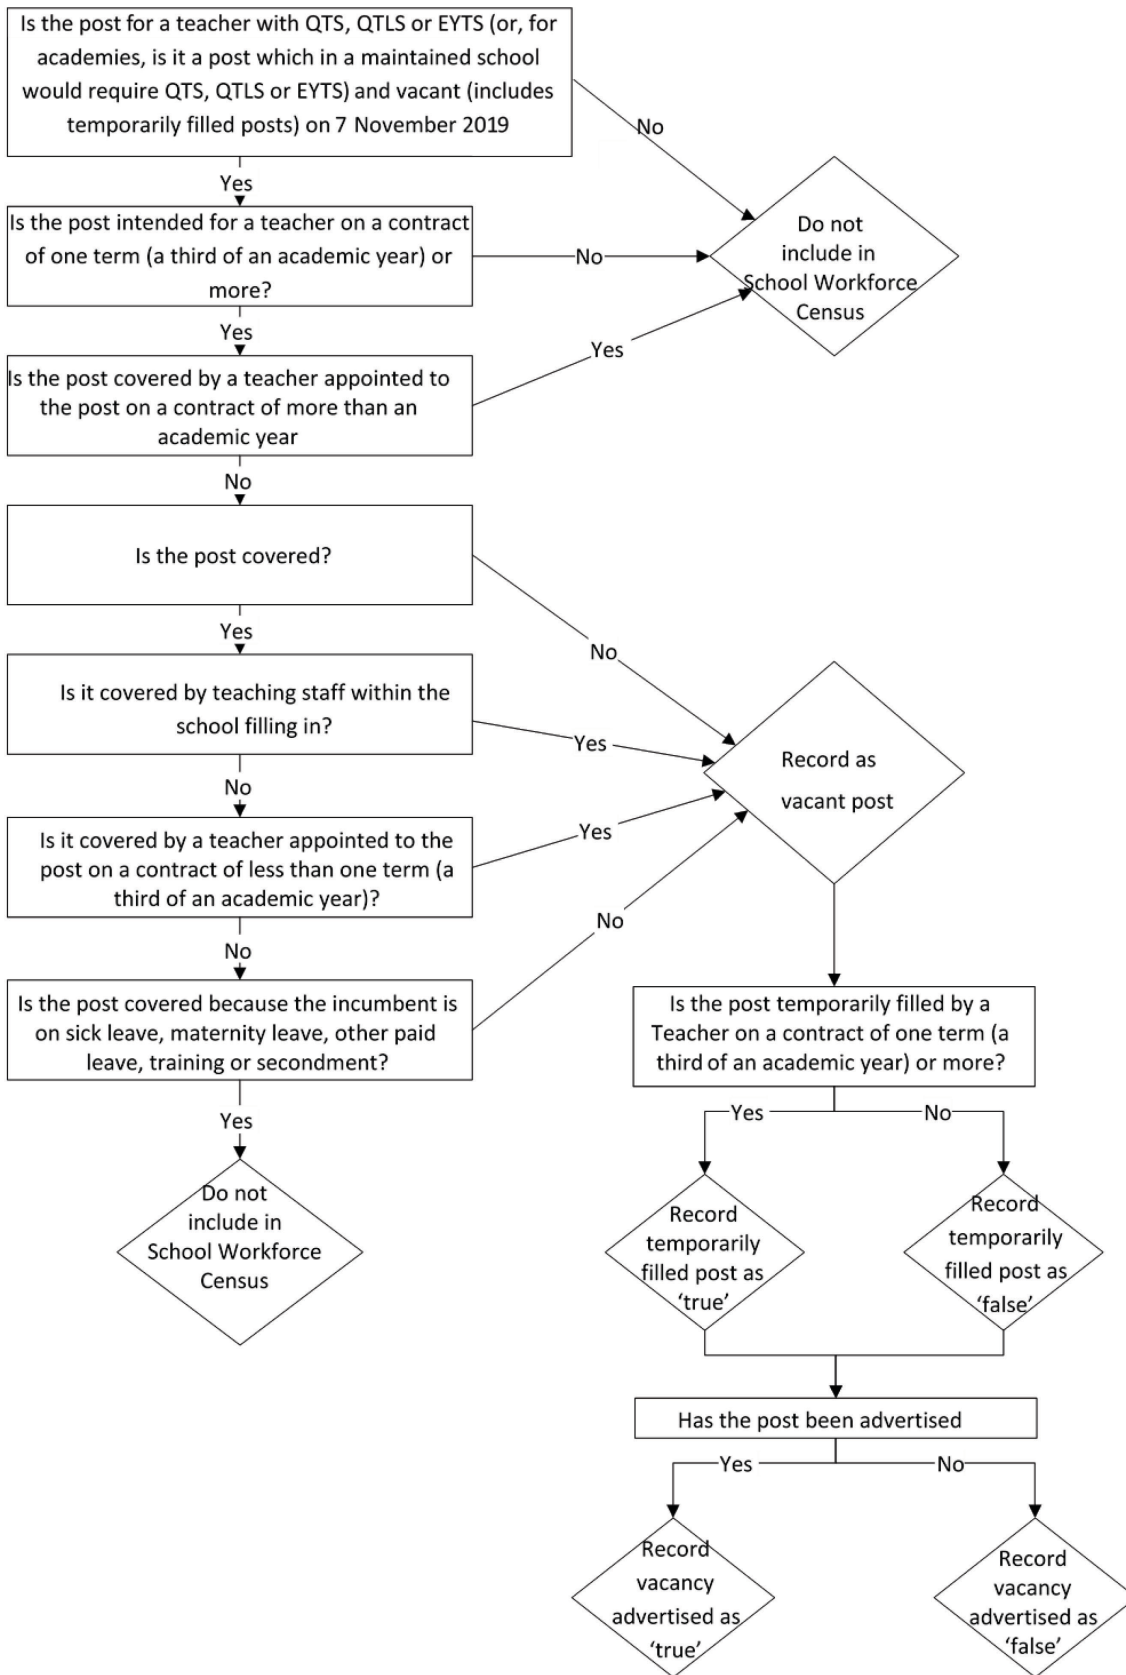 Is the post for a teacher with QTS, QTLS or EYTS (or, for
academies, is it a post which in a maintained school
would require QTS, QTLS or EYTS) and vacant (includes
temporarily filled posts) on 7 November 2019
No
Yes
Do not
include in
School Workforce
Census
Is the post intended for a teacher on a contract
of one term (a third of an academic year) or
more?
No
Yes
Yes
Is the post covered by a teacher appointed to
the post on a contract of more than an
academic year
No
Is the post covered?
Yes
No
Is it covered by teaching staff within the
school filling in?
Yes
No
Record as
vacant post
Is it covered by a teacher appointed to the
post on a contract of less than one term (a
third of an academic year)?
Yes
No
No
Is the post covered because the incumbent is
on sick leave, maternity leave, other paid
leave, training or secondment?
Yes
Do not
include in
School Workforce
Census
Is the post temporarily filled by a
Teacher on a contract of one term (a
third of an academic year) or more?
Yes
No
Record
temporarily
filled post as
‘true’
Record
temporarily
filled post as
‘false’
Has the post been advertised
Yes
No
Record
vacancy
advertised as
‘true’
Record
vacancy
advertised as
‘false’